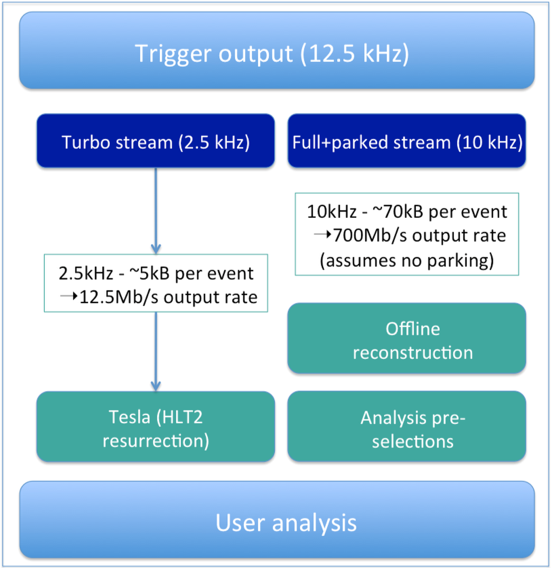 Trigger output (12.5 kHz)
Turbo stream (2.5 kHz)
Full+parked stream (10 kHz)
10kHz - ~70kB per event
➝700Mb/s output rate
(assumes no parking)
2.5kHz - ~5kB per event
➝12.5Mb/s output rate
Offline
reconstruction
Tesla (HLT2
resurrection)
Analysis pre-
selections
User analysis